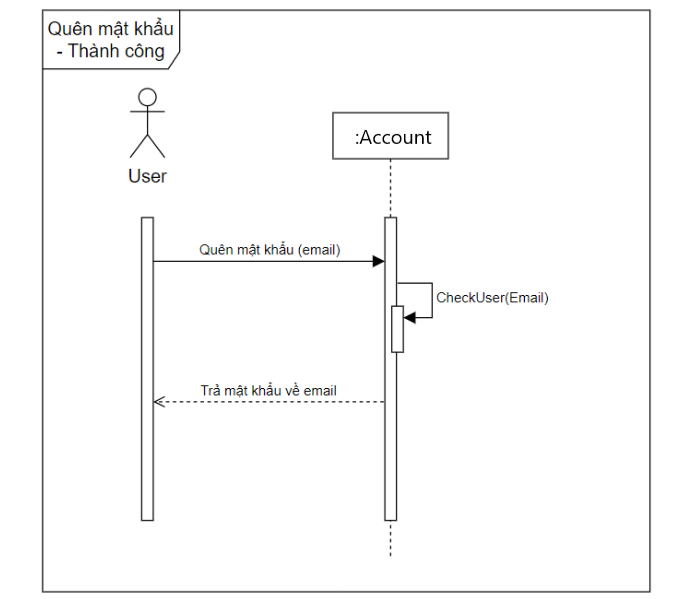 Quên mật khẩu
- Thành công
User
:Account
Quên mật khẩu (email)
CheckUser(Email)
Trả mật khẩu về email